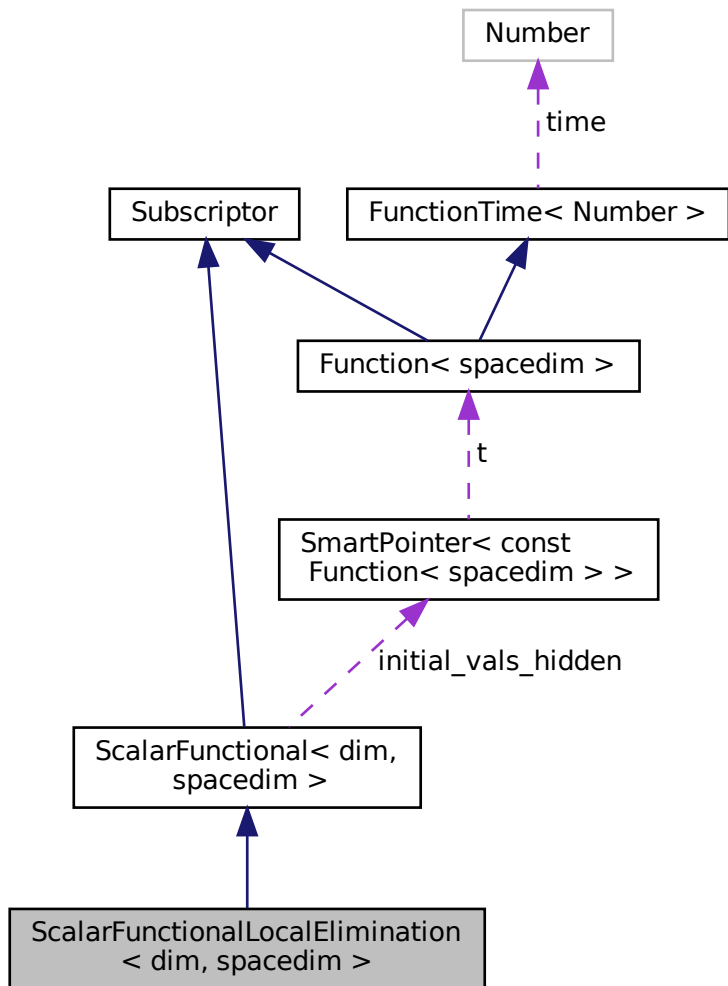 Number
time
Subscriptor
FunctionTime< Number >
Function< spacedim >
t
SmartPointer< const
Function< spacedim > >
initial_vals_hidden
ScalarFunctional< dim,
spacedim >
ScalarFunctionalLocalElimination
< dim, spacedim >